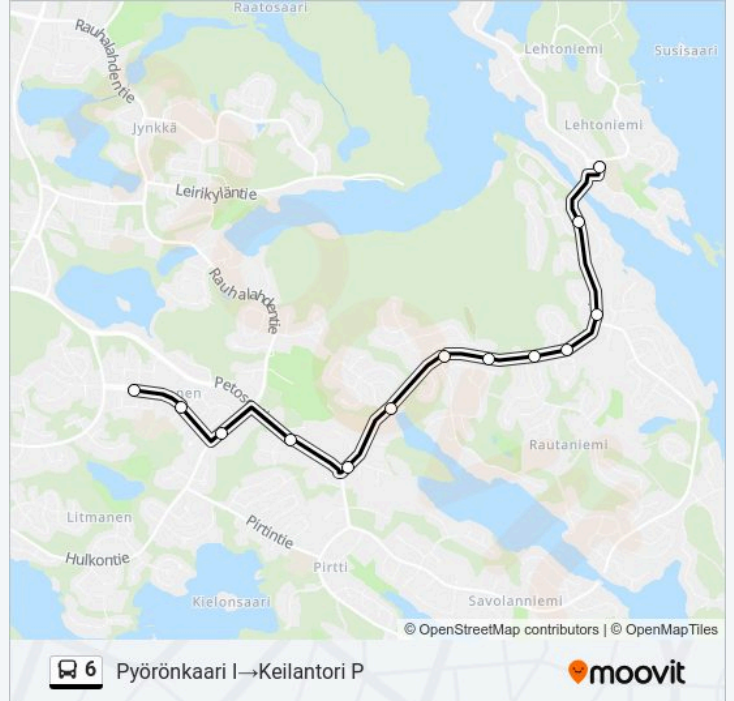 Raatosaari
Rauhalahdentie
Lehtoniemi
Susisaari
Jynkkä
Lehtoniemi
Leirikyläntie
Rauhalahdentie
nen
Rautaniemi
Litmanen
Pirtintie
Hulkontie
Pirtti
Kielonsaari
Savolanniemi
© OpenStreetMap contributors | © OpenMapTiles
6 Pyörönkaari I→Keilantori P
moovit